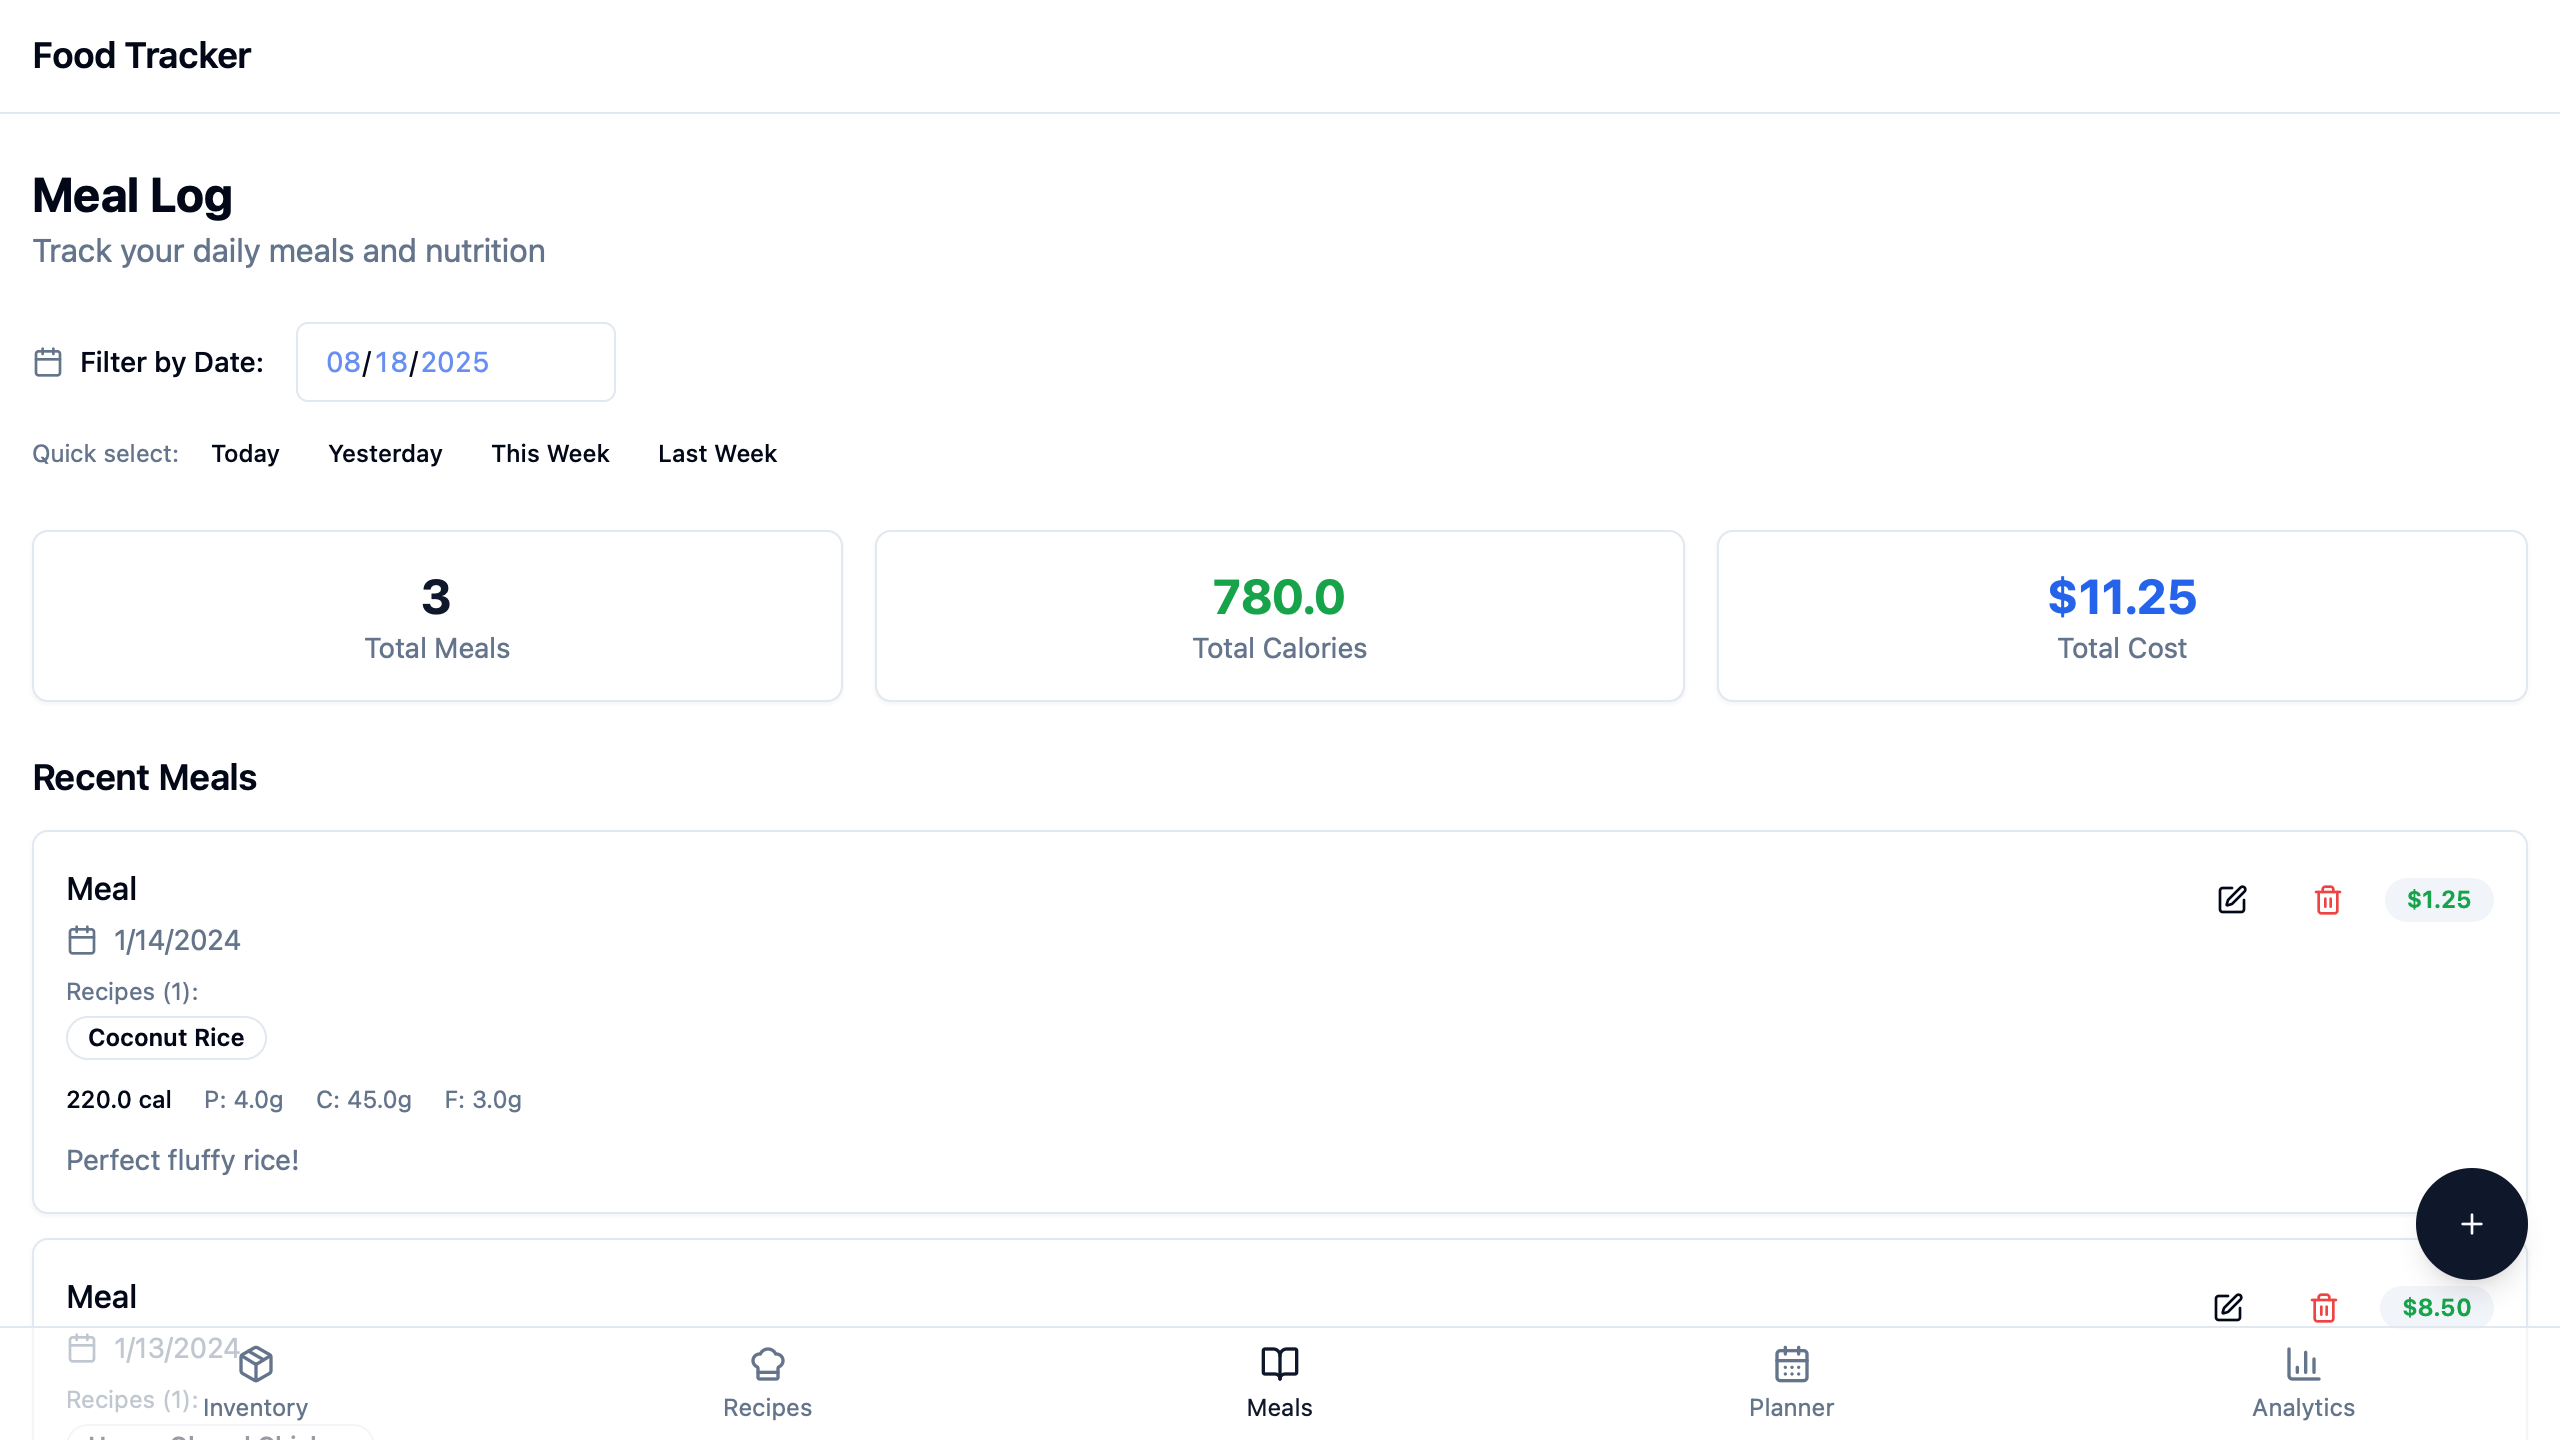 Food Tracker
Meal Log
Track your daily meals and nutrition
Filter by Date: 08/18/2025
Quick select: Today Yesterday This Week Last Week
3
Total Meals
780.0
Total Calories
$11.25
Total Cost
Recent Meals
Meal
$1.25
1/14/2024
Recipes (1):
Coconut Rice
220.0 cal P: 4.0g C: 45.0g F: 3.0g
Perfect fluffy rice!
Meal
$8.50
1/13/2024
Recipes (1):
Inventory
Recipes
Meals
Planner
Analytics